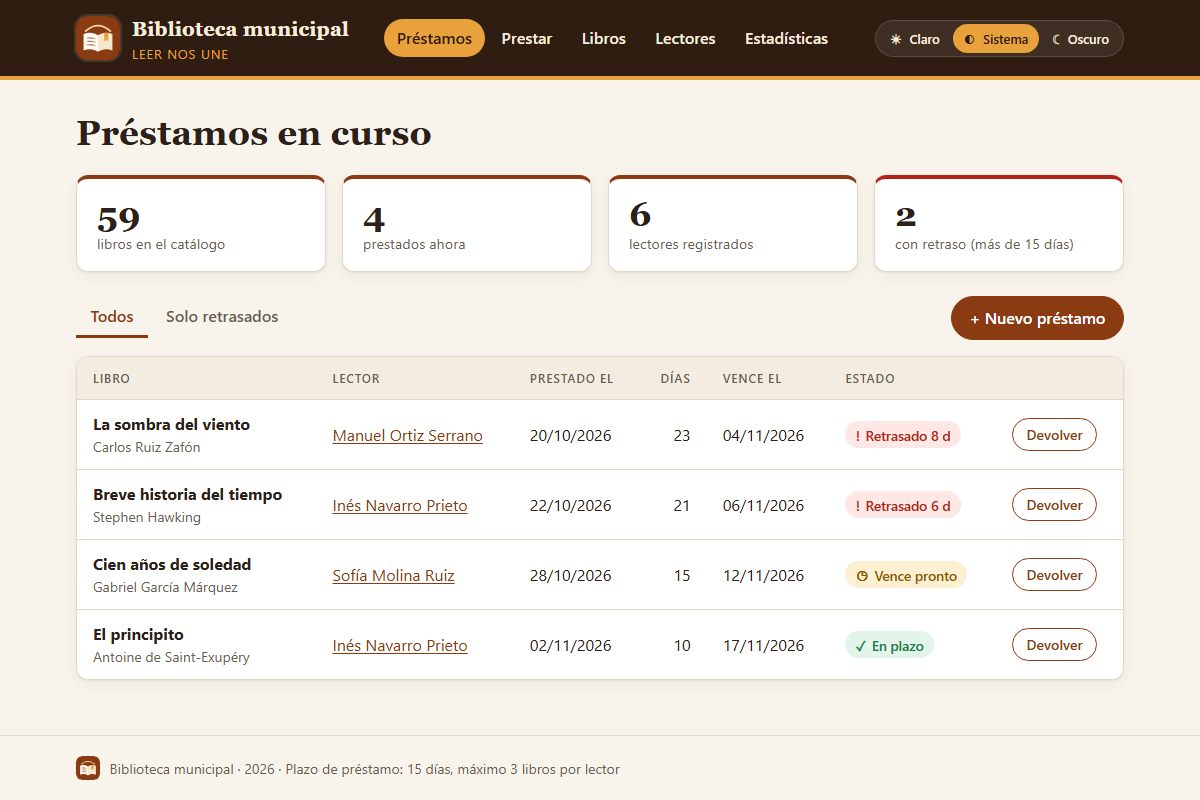 Biblioteca municipal
LEER NOS UNE
Préstamos Prestar Libros Lectores Estadísticas
Claro Sistema Oscuro
Préstamos en curso
59
libros en el catálogo
4
prestados ahora
6
lectores registrados
2
con retraso (más de 15 días)
Todos Solo retrasados
+ Nuevo préstamo
LIBRO LECTOR PRESTADO EL DÍAS VENCE EL ESTADO
La sombra del viento
Carlos Ruiz Zafón
Manuel Ortiz Serrano 20/10/2026 23 04/11/2026 ! Retrasado 8 d Devolver
Breve historia del tiempo
Stephen Hawking
Inés Navarro Prieto 22/10/2026 21 06/11/2026 ! Retrasado 6 d Devolver
Cien años de soledad
Gabriel García Márquez
Sofía Molina Ruiz 28/10/2026 15 12/11/2026 Vence pronto Devolver
El principito
Antoine de Saint-Exupéry
Inés Navarro Prieto 02/11/2026 10 17/11/2026 ✓ En plazo Devolver
Biblioteca municipal · 2026 · Plazo de préstamo: 15 días, máximo 3 libros por lector